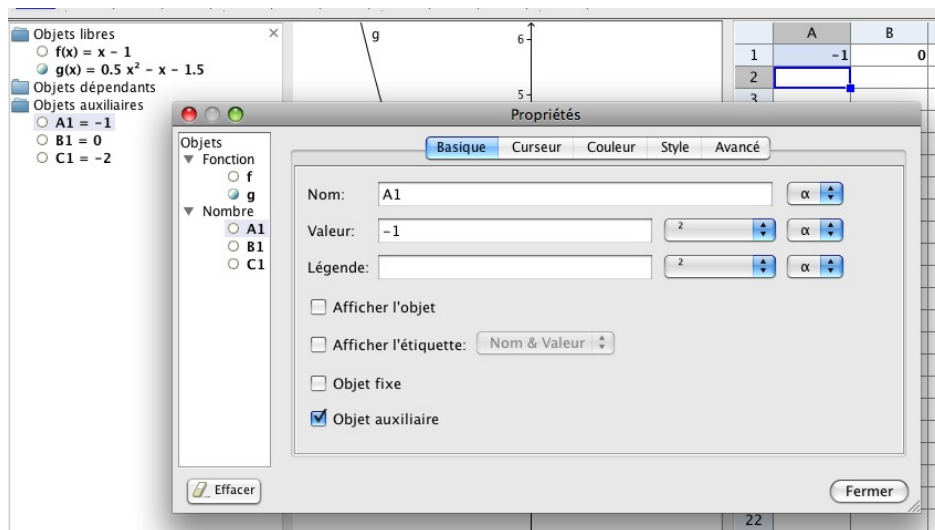 Objets libres
f(x) = x − 1
g(x) = 0.5 x² − x − 1.5
Objets dépendants
Objets auxiliaires
A1 = −1
B1 = 0
C1 = −2
g
6
5
A B
1 −1 0
2
3
22
Propriétés
Objets
Fonction
f
g
Nombre
A1
B1
C1
Basique Curseur Couleur Style Avancé
Nom: A1 α
Valeur: −1 ² α
Légende: ² α
Afficher l'objet
Afficher l'étiquette: Nom & Valeur
Objet fixe
Objet auxiliaire
Effacer
Fermer